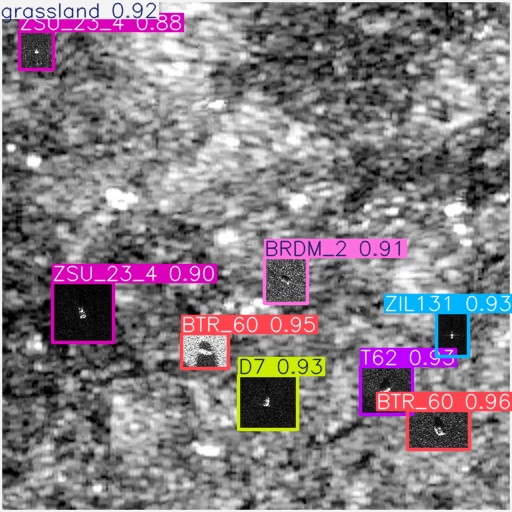 grassland 0.92
ZSU_23_4 0.88
BRDM_2 0.91
ZSU_23_4 0.90
ZIL131 0.93
BTR_60 0.95
T62 0.93
D7 0.93
BTR_60 0.96